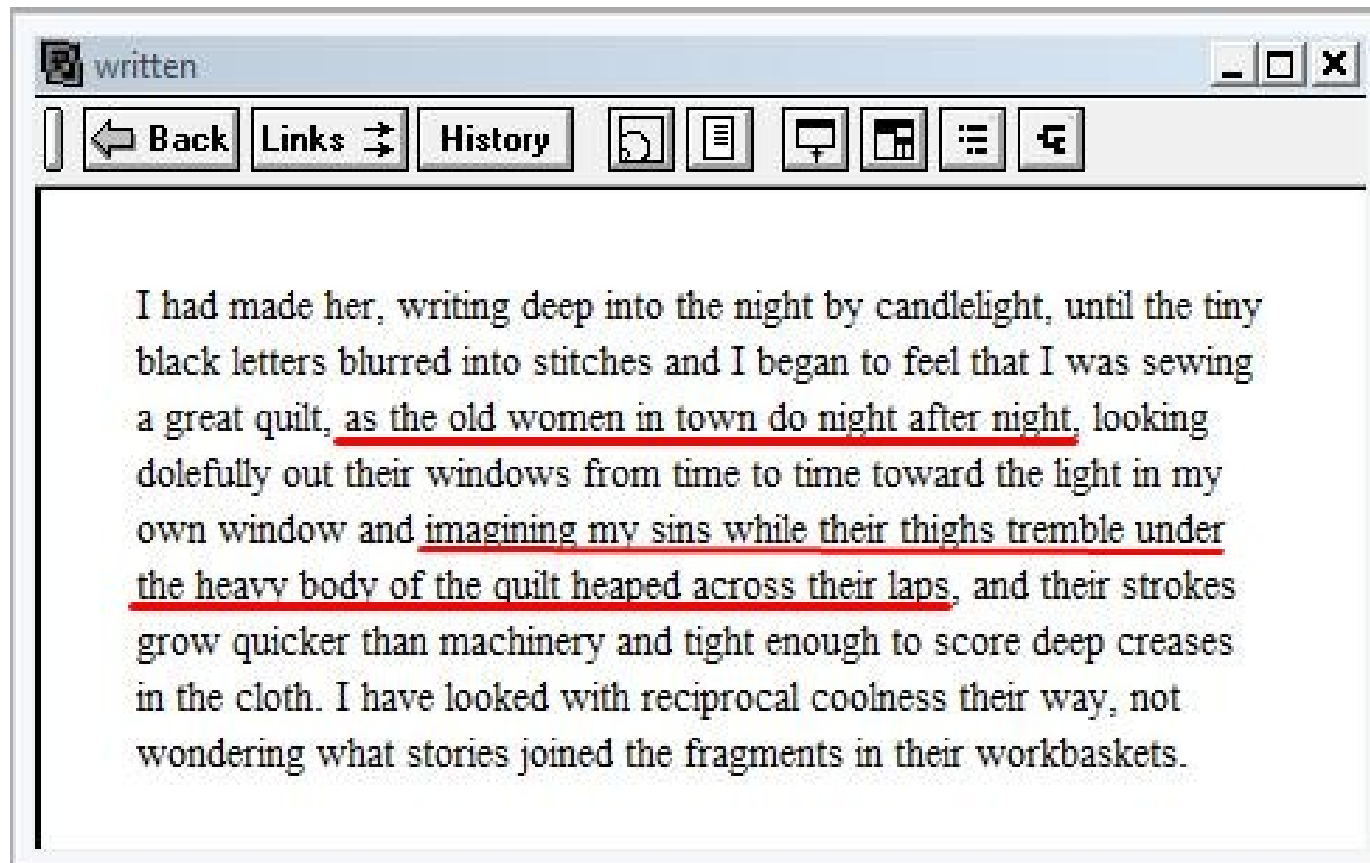 written
Back Links History
I had made her, writing deep into the night by candlelight, until the tiny
black letters blurred into stitches and I began to feel that I was sewing
a great quilt, as the old women in town do night after night, looking
dolefully out their windows from time to time toward the light in my
own window and imagining my sins while their thighs tremble under
the heavy body of the quilt heaped across their laps, and their strokes
grow quicker than machinery and tight enough to score deep creases
in the cloth. I have looked with reciprocal coolness their way, not
wondering what stories joined the fragments in their workbaskets.